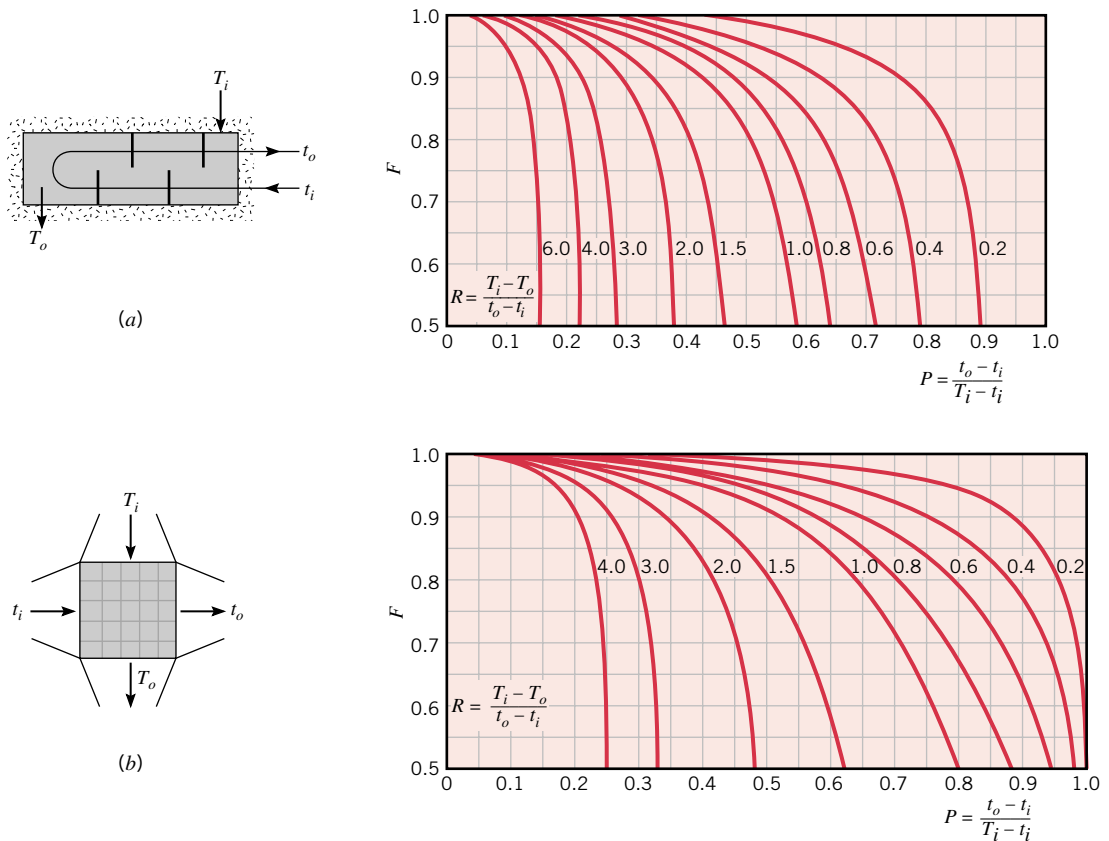 T_i
t_o
t_i
T_o
(a)
1.0
0.9
0.8
0.7
0.6
0.5
F
6.0 4.0 3.0 2.0 1.5 1.0 0.8 0.6 0.4 0.2
R = (T_i − T_o)/(t_o − t_i)
0 0.1 0.2 0.3 0.4 0.5 0.6 0.7 0.8 0.9 1.0
P = (t_o − t_i)/(T_i − t_i)
T_i
t_i
t_o
T_o
(b)
1.0
0.9
0.8
0.7
0.6
0.5
F
4.0 3.0 2.0 1.5 1.0 0.8 0.6 0.4 0.2
R = (T_i − T_o)/(t_o − t_i)
0 0.1 0.2 0.3 0.4 0.5 0.6 0.7 0.8 0.9 1.0
P = (t_o − t_i)/(T_i − t_i)